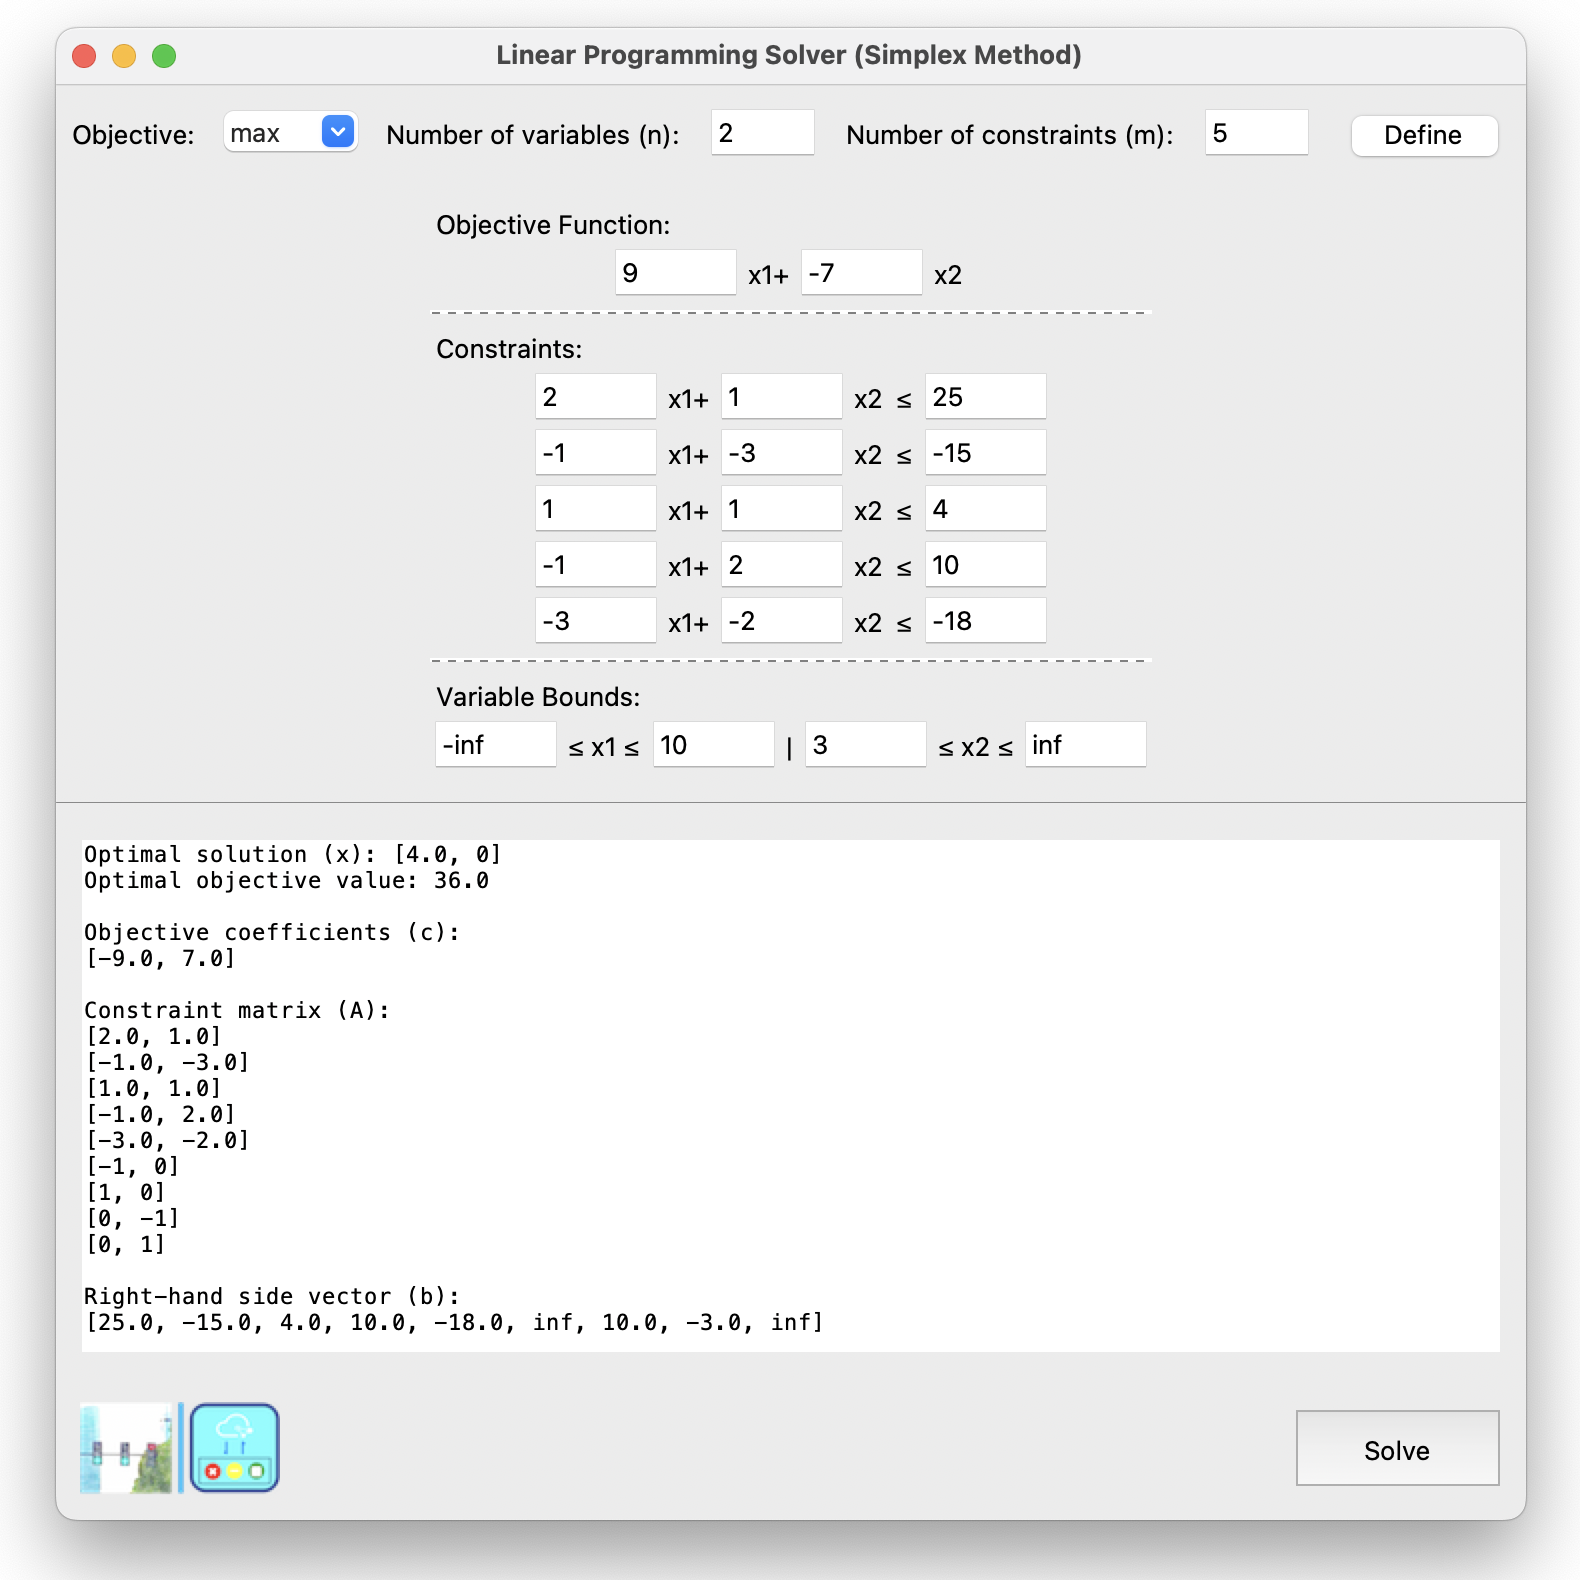 Linear Programming Solver (Simplex Method)
Objective: max Number of variables (n): 2 Number of constraints (m): 5 Define
Objective Function:
9 x1+ -7 x2
Constraints:
2 x1+ 1 x2 ≤ 25
-1 x1+ -3 x2 ≤ -15
1 x1+ 1 x2 ≤ 4
-1 x1+ 2 x2 ≤ 10
-3 x1+ -2 x2 ≤ -18
Variable Bounds:
-inf ≤ x1 ≤ 10 | 3 ≤ x2 ≤ inf
Optimal solution (x): [4.0, 0]
Optimal objective value: 36.0
Objective coefficients (c):
[-9.0, 7.0]
Constraint matrix (A):
[2.0, 1.0]
[-1.0, -3.0]
[1.0, 1.0]
[-1.0, 2.0]
[-3.0, -2.0]
[-1, 0]
[1, 0]
[0, -1]
[0, 1]
Right-hand side vector (b):
[25.0, -15.0, 4.0, 10.0, -18.0, inf, 10.0, -3.0, inf]
Solve